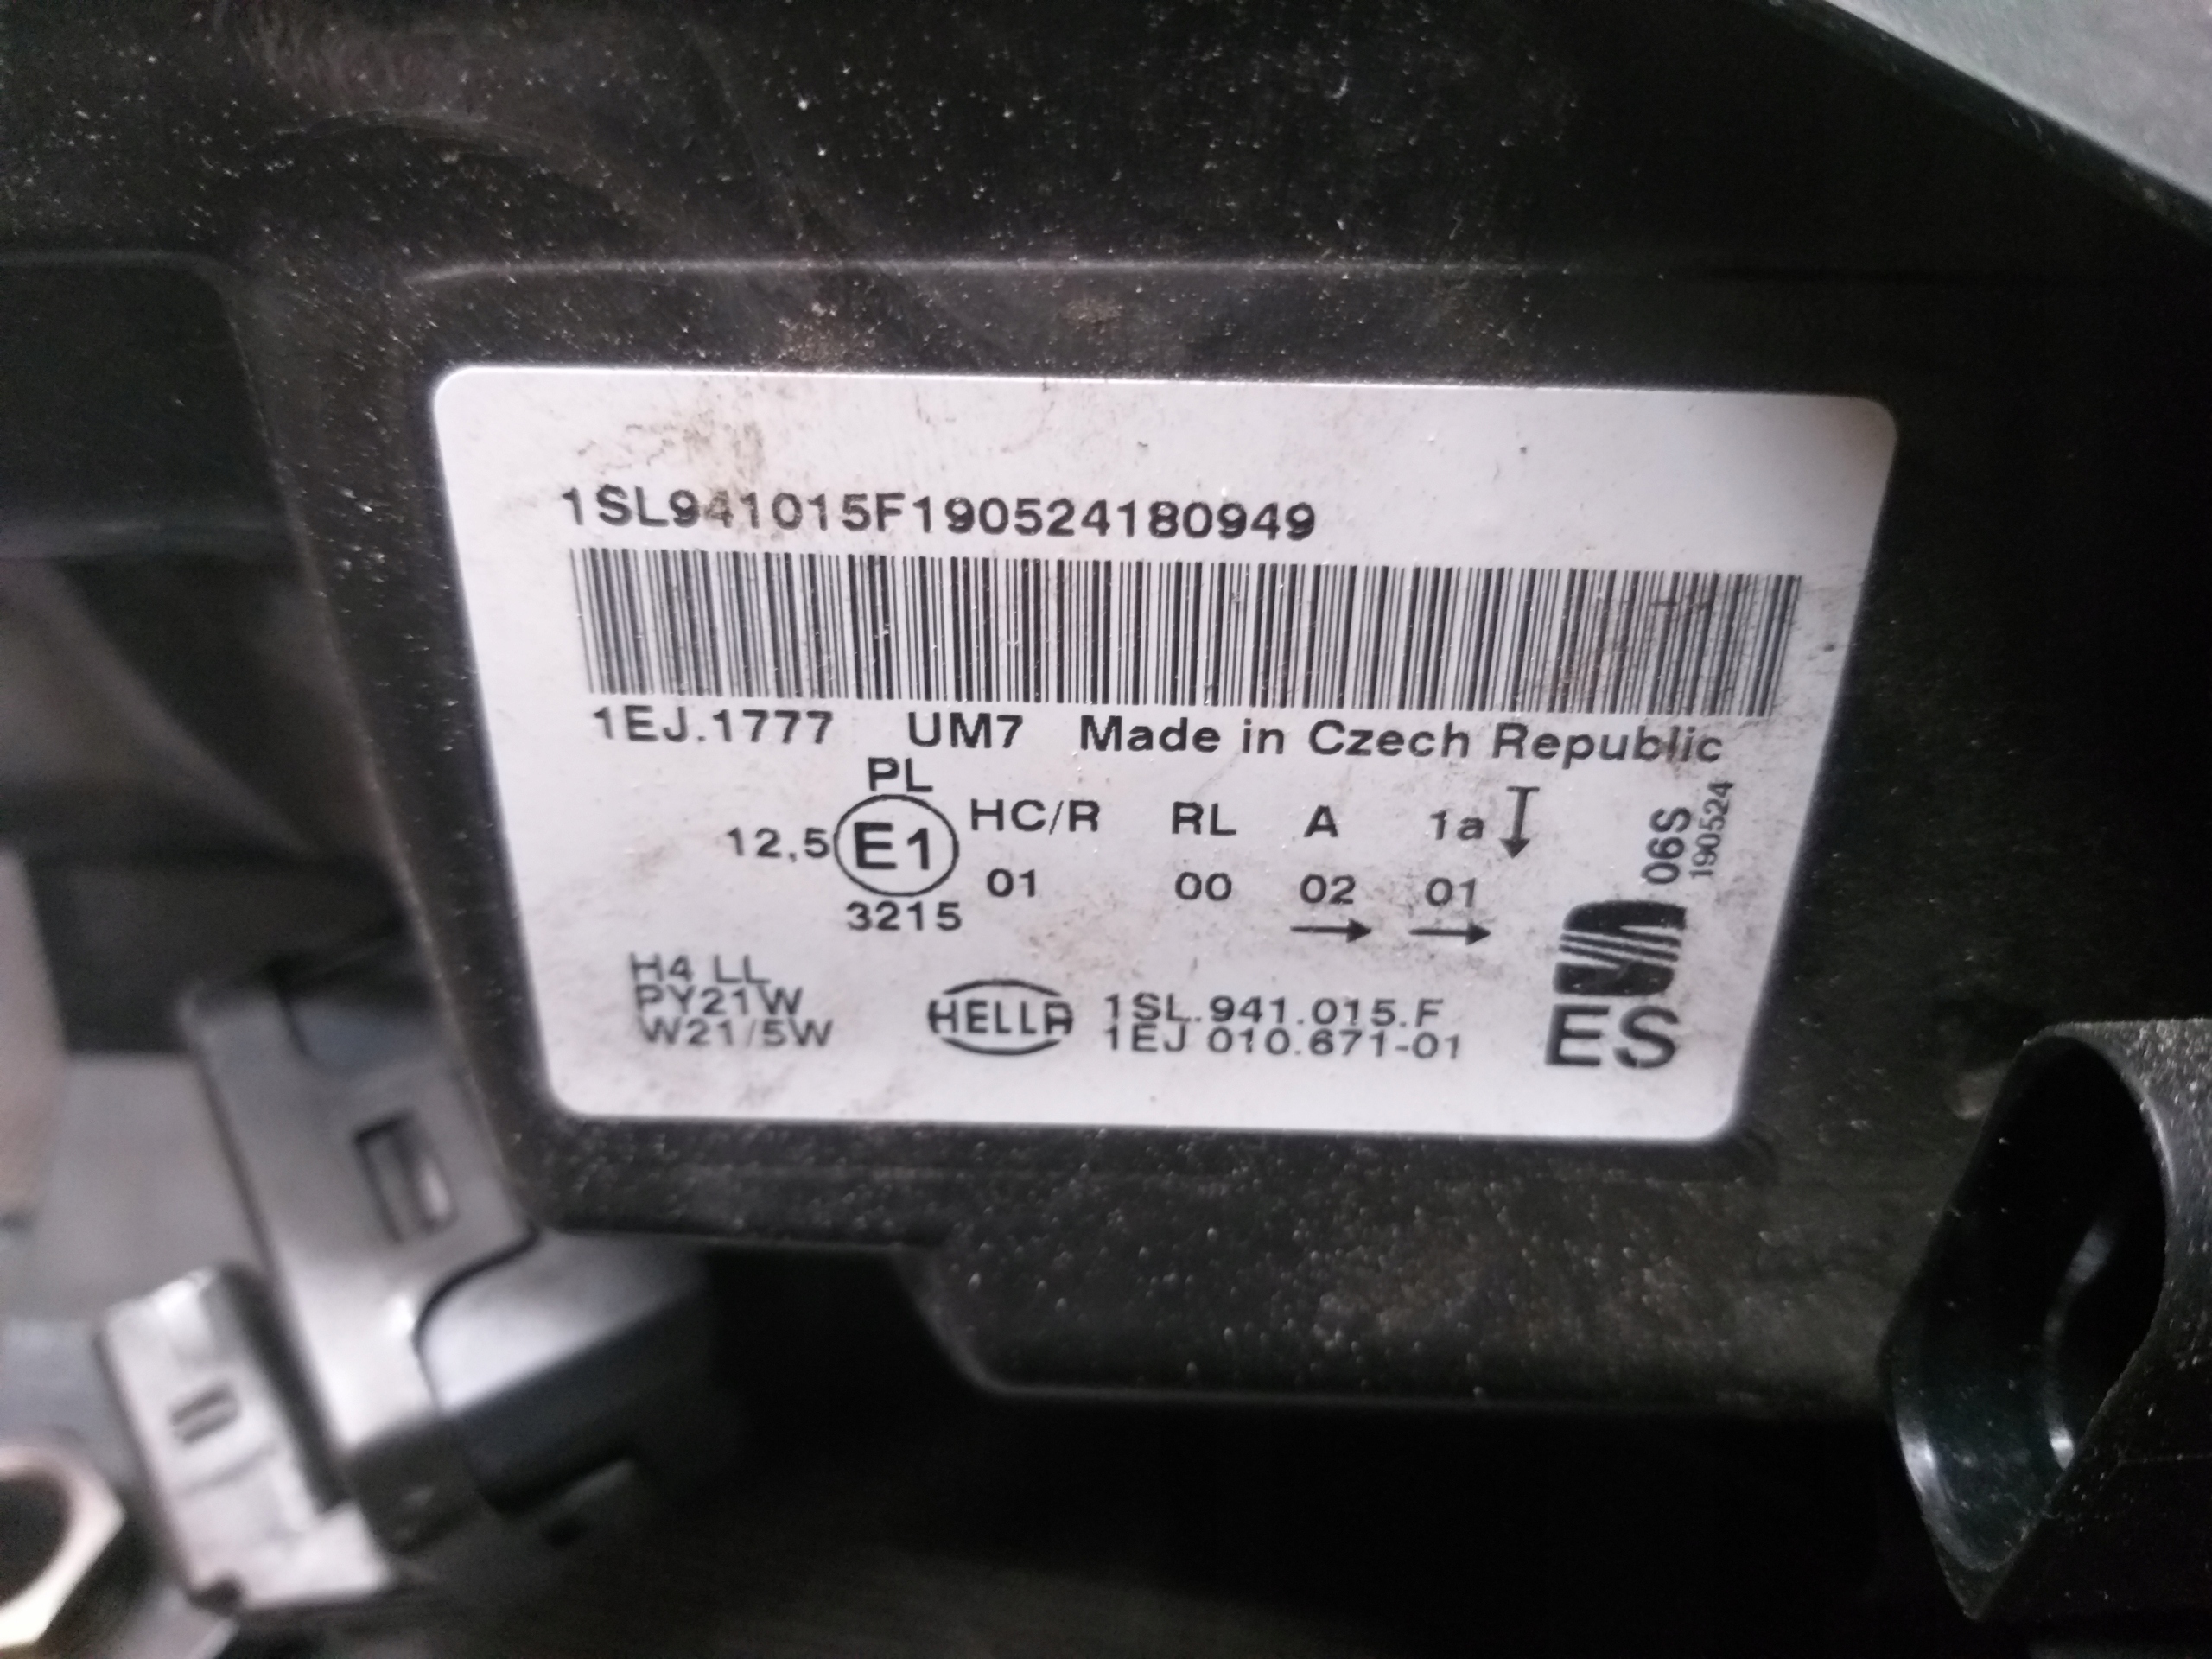 1SL941015F190524180949
1EJ.1777 UM7 Made in Czech Republic
PL
12,5 E1 HC/R RL A 1a
01 00 02 01
3215
06S
190524
H4 LL
PY21W
W21/5W
HELLA
1SL.941.015.F
1EJ 010.671-01
ES